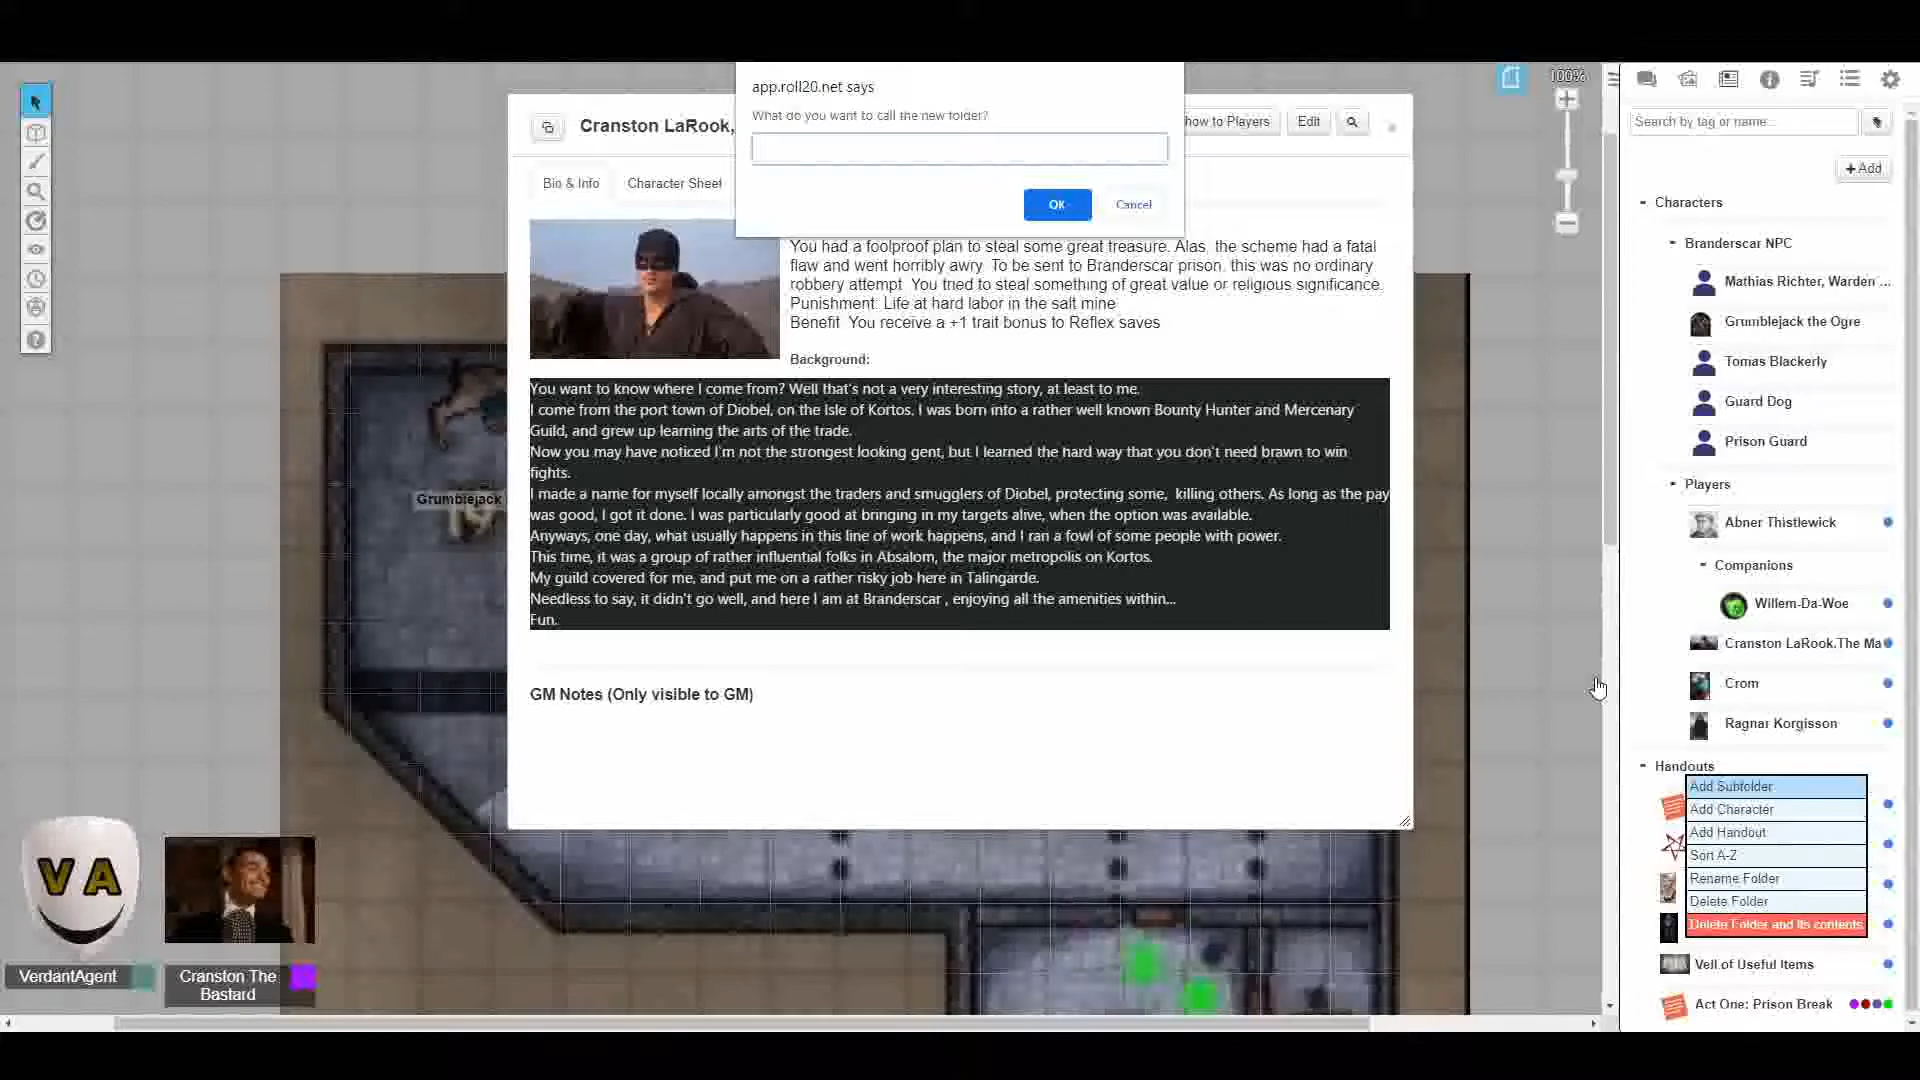 app.roll20.net says
What do you want to call the new folder?
OK
Cancel
Cranston LaRook,
how to Players
Edit
Bio & Info
Character Sheet
You had a foolproof plan to steal some great treasure. Alas, the scheme had a fatal
flaw and went horribly awry. To be sent to Branderscar prison, this was no ordinary
robbery attempt. You tried to steal something of great value or religious significance.
Punishment: Life at hard labor in the salt mine
Benefit: You receive a +1 trait bonus to Reflex saves
Background:
You want to know where I come from? Well that's not a very interesting story, at least to me.
I come from the port town of Diobel, on the Isle of Kortos. I was born into a rather well known Bounty Hunter and Mercenary
Guild, and grew up learning the arts of the trade.
Now you may have noticed I'm not the strongest looking gent, but I learned the hard way that you don't need brawn to win
fights.
I made a name for myself locally amongst the traders and smugglers of Diobel, protecting some, killing others. As long as the pay
was good, I got it done. I was particularly good at bringing in my targets alive, when the option was available.
Anyways, one day, what usually happens in this line of work happens, and I ran a fowl of some people with power.
This time, it was a group of rather influential folks in Absalom, the major metropolis on Kortos.
My guild covered for me, and put me on a rather risky job here in Talingarde.
Needless to say, it didn't go well, and here I am at Branderscar , enjoying all the amenities within...
Fun.
GM Notes (Only visible to GM)
Grumblejack
VA
VerdantAgent
Cranston The
Bastard
100%
Search by tag or name...
+ Add
Characters
Branderscar NPC
Mathias Richter, Warden ...
Grumblejack the Ogre
Tomas Blackerly
Guard Dog
Prison Guard
Players
Abner Thistlewick
Companions
Willem-Da-Woe
Cranston LaRook,The Ma
Crom
Ragnar Korgisson
Handouts
Add Subfolder
Add Character
Add Handout
Sort A-Z
Rename Folder
Delete Folder
Delete Folder and its contents
Veil of Useful Items
Act One: Prison Break